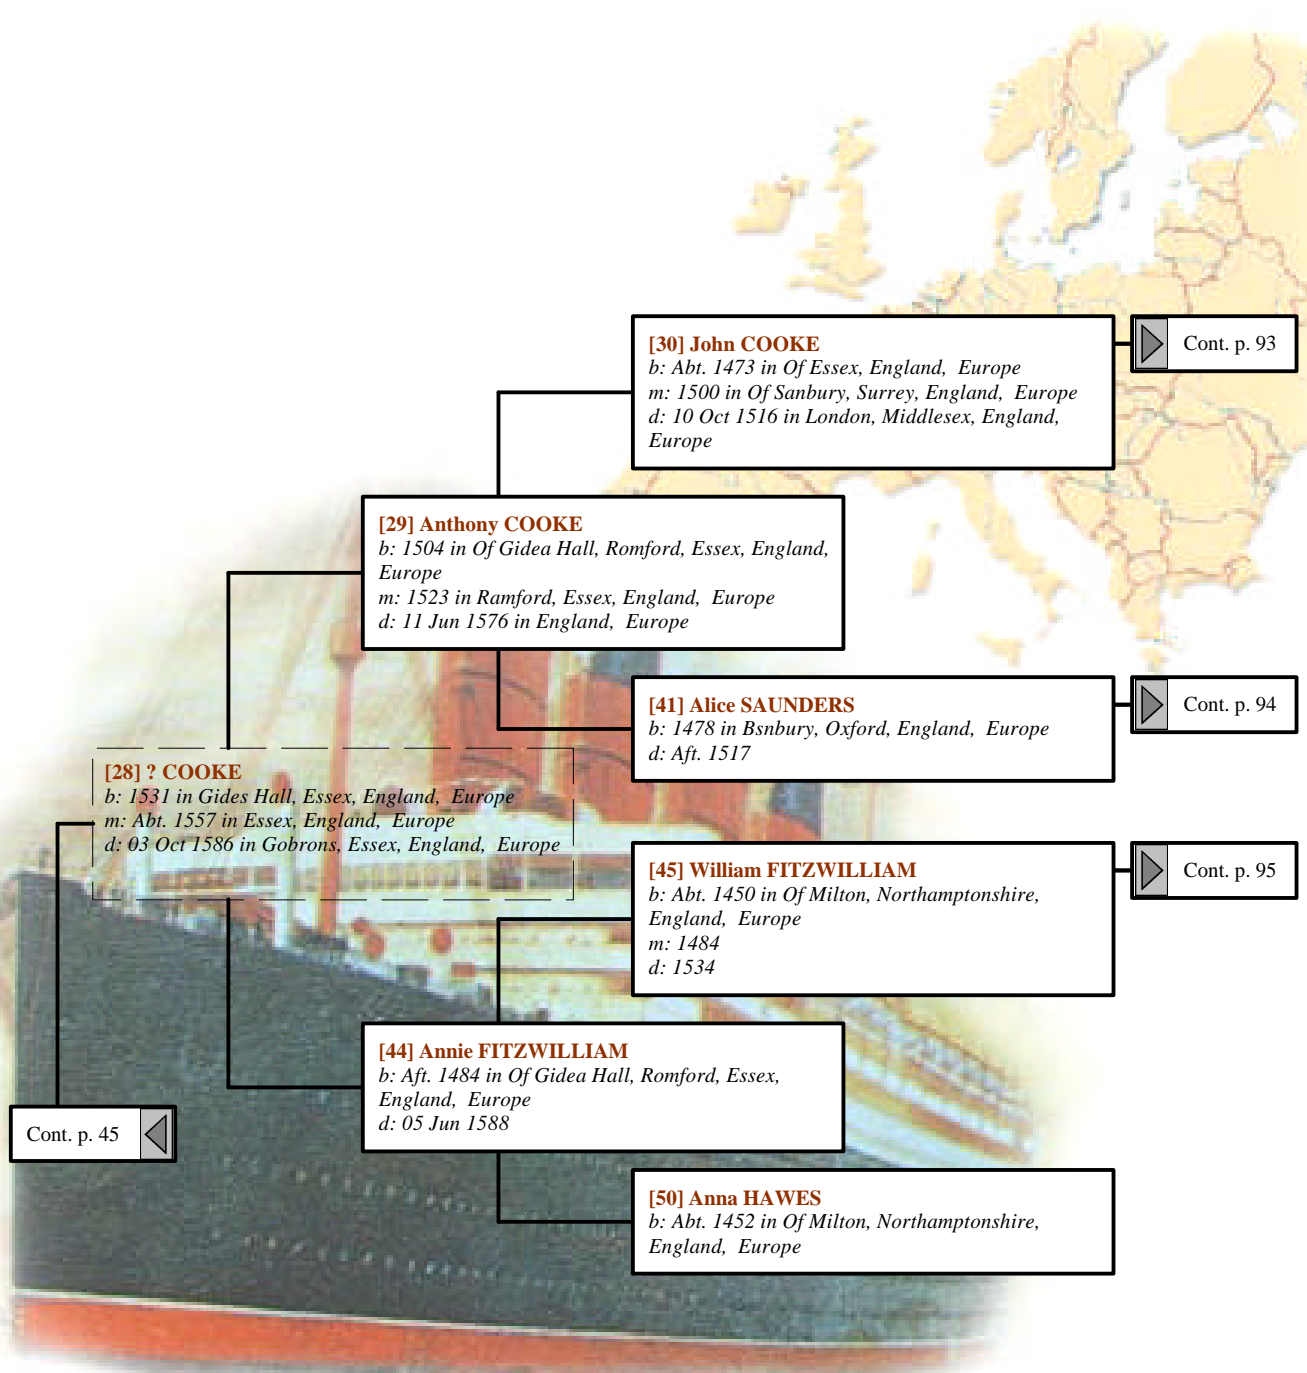 [30] John COOKE
b: Abt. 1473 in Of Essex, England, Europe
m: 1500 in Of Sanbury, Surrey, England, Europe
d: 10 Oct 1516 in London, Middlesex, England,
Europe
Cont. p. 93
[29] Anthony COOKE
b: 1504 in Of Gidea Hall, Romford, Essex, England,
Europe
m: 1523 in Ramford, Essex, England, Europe
d: 11 Jun 1576 in England, Europe
[41] Alice SAUNDERS
b: 1478 in Bsnbury, Oxford, England, Europe
d: Aft. 1517
Cont. p. 94
[28] ? COOKE
b: 1531 in Gides Hall, Essex, England, Europe
m: Abt. 1557 in Essex, England, Europe
d: 03 Oct 1586 in Gobrons, Essex, England, Europe
[45] William FITZWILLIAM
b: Abt. 1450 in Of Milton, Northamptonshire,
England, Europe
m: 1484
d: 1534
Cont. p. 95
[44] Annie FITZWILLIAM
b: Aft. 1484 in Of Gidea Hall, Romford, Essex,
England, Europe
d: 05 Jun 1588
Cont. p. 45
[50] Anna HAWES
b: Abt. 1452 in Of Milton, Northamptonshire,
England, Europe